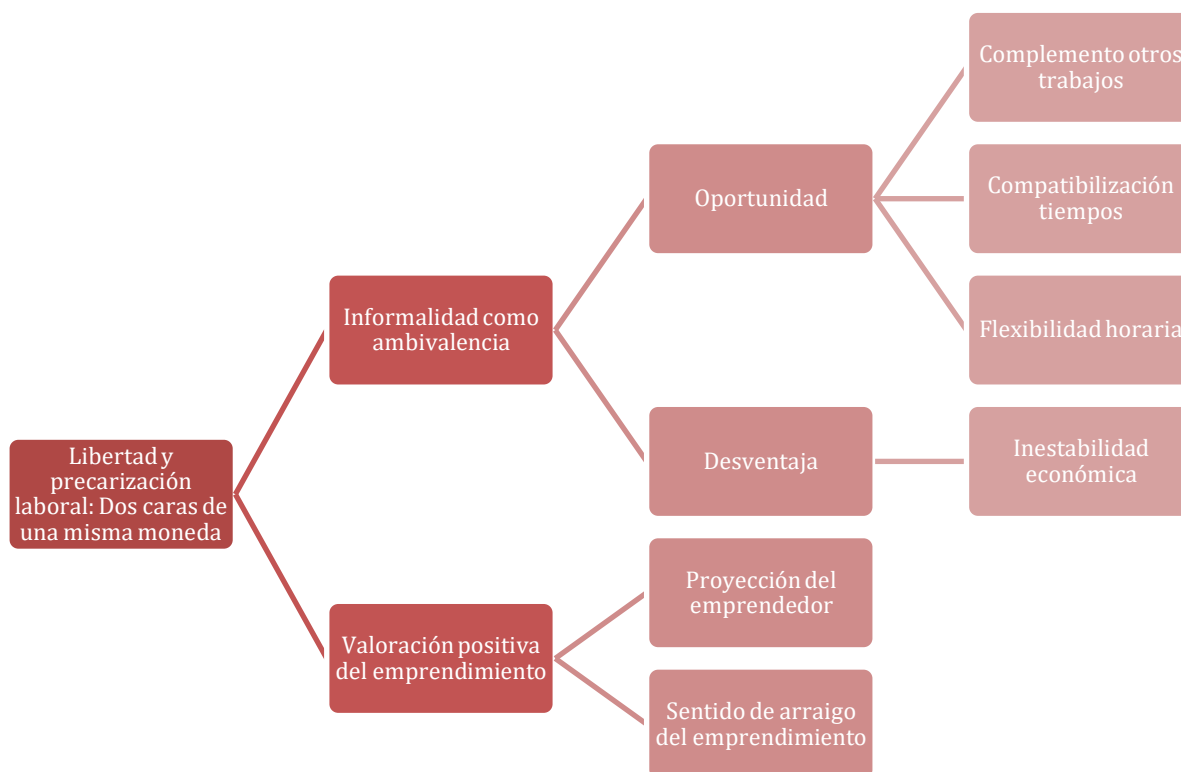 Libertad y
precarización
laboral: Dos caras de
una misma moneda
Informalidad como
ambivalencia
Oportunidad
Complemento otros
trabajos
Compatibilización
tiempos
Flexibilidad horaria
Desventaja
Inestabilidad
económica
Valoración positiva
del emprendimiento
Proyección del
emprendedor
Sentido de arraigo
del emprendimiento